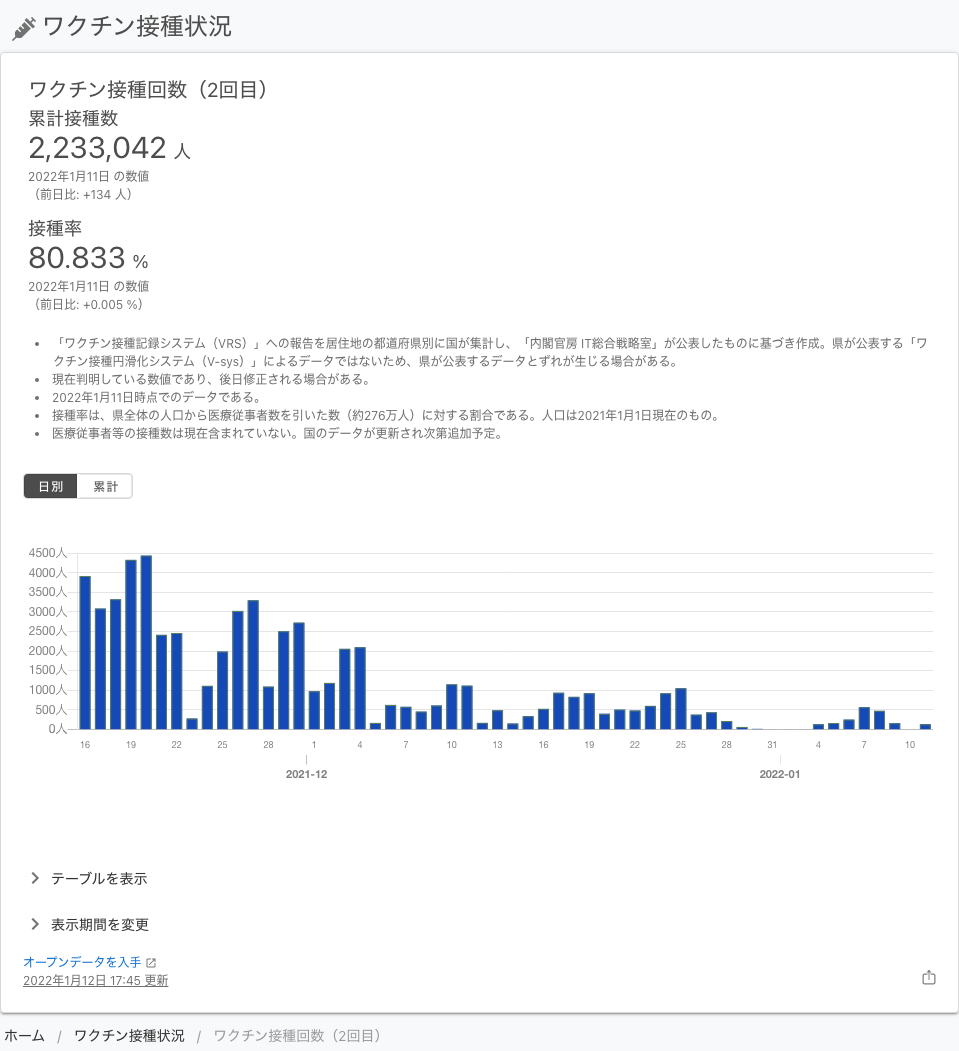 ワクチン接種状況
ワクチン接種回数（2回目）
累計接種数
2,233,042 人
2022年1月11日 の数値
（前日比: +134 人）
接種率
80.833 %
2022年1月11日 の数値
（前日比: +0.005 %）
• 「ワクチン接種記録システム（VRS）」への報告を居住地の都道府県別に国が集計し、「内閣官房 IT総合戦略室」が公表したものに基づき作成。県が公表する「ワ
クチン接種円滑化システム（V-sys）」によるデータではないため、県が公表するデータとずれが生じる場合がある。
• 現在判明している数値であり、後日修正される場合がある。
• 2022年1月11日時点でのデータである。
• 接種率は、県全体の人口から医療従事者数を引いた数（約276万人）に対する割合である。人口は2021年1月1日現在のもの。
• 医療従事者等の接種数は現在含まれていない。国のデータが更新され次第追加予定。
日別 累計
4500人
4000人
3500人
3000人
2500人
2000人
1500人
1000人
500人
0人
16 19 22 25 28 1 4 7 10 13 16 19 22 25 28 31 4 7 10
2021-12 2022-01
テーブルを表示
表示期間を変更
オープンデータを入手
2022年1月12日 17:45 更新
ホーム / ワクチン接種状況 / ワクチン接種回数（2回目）